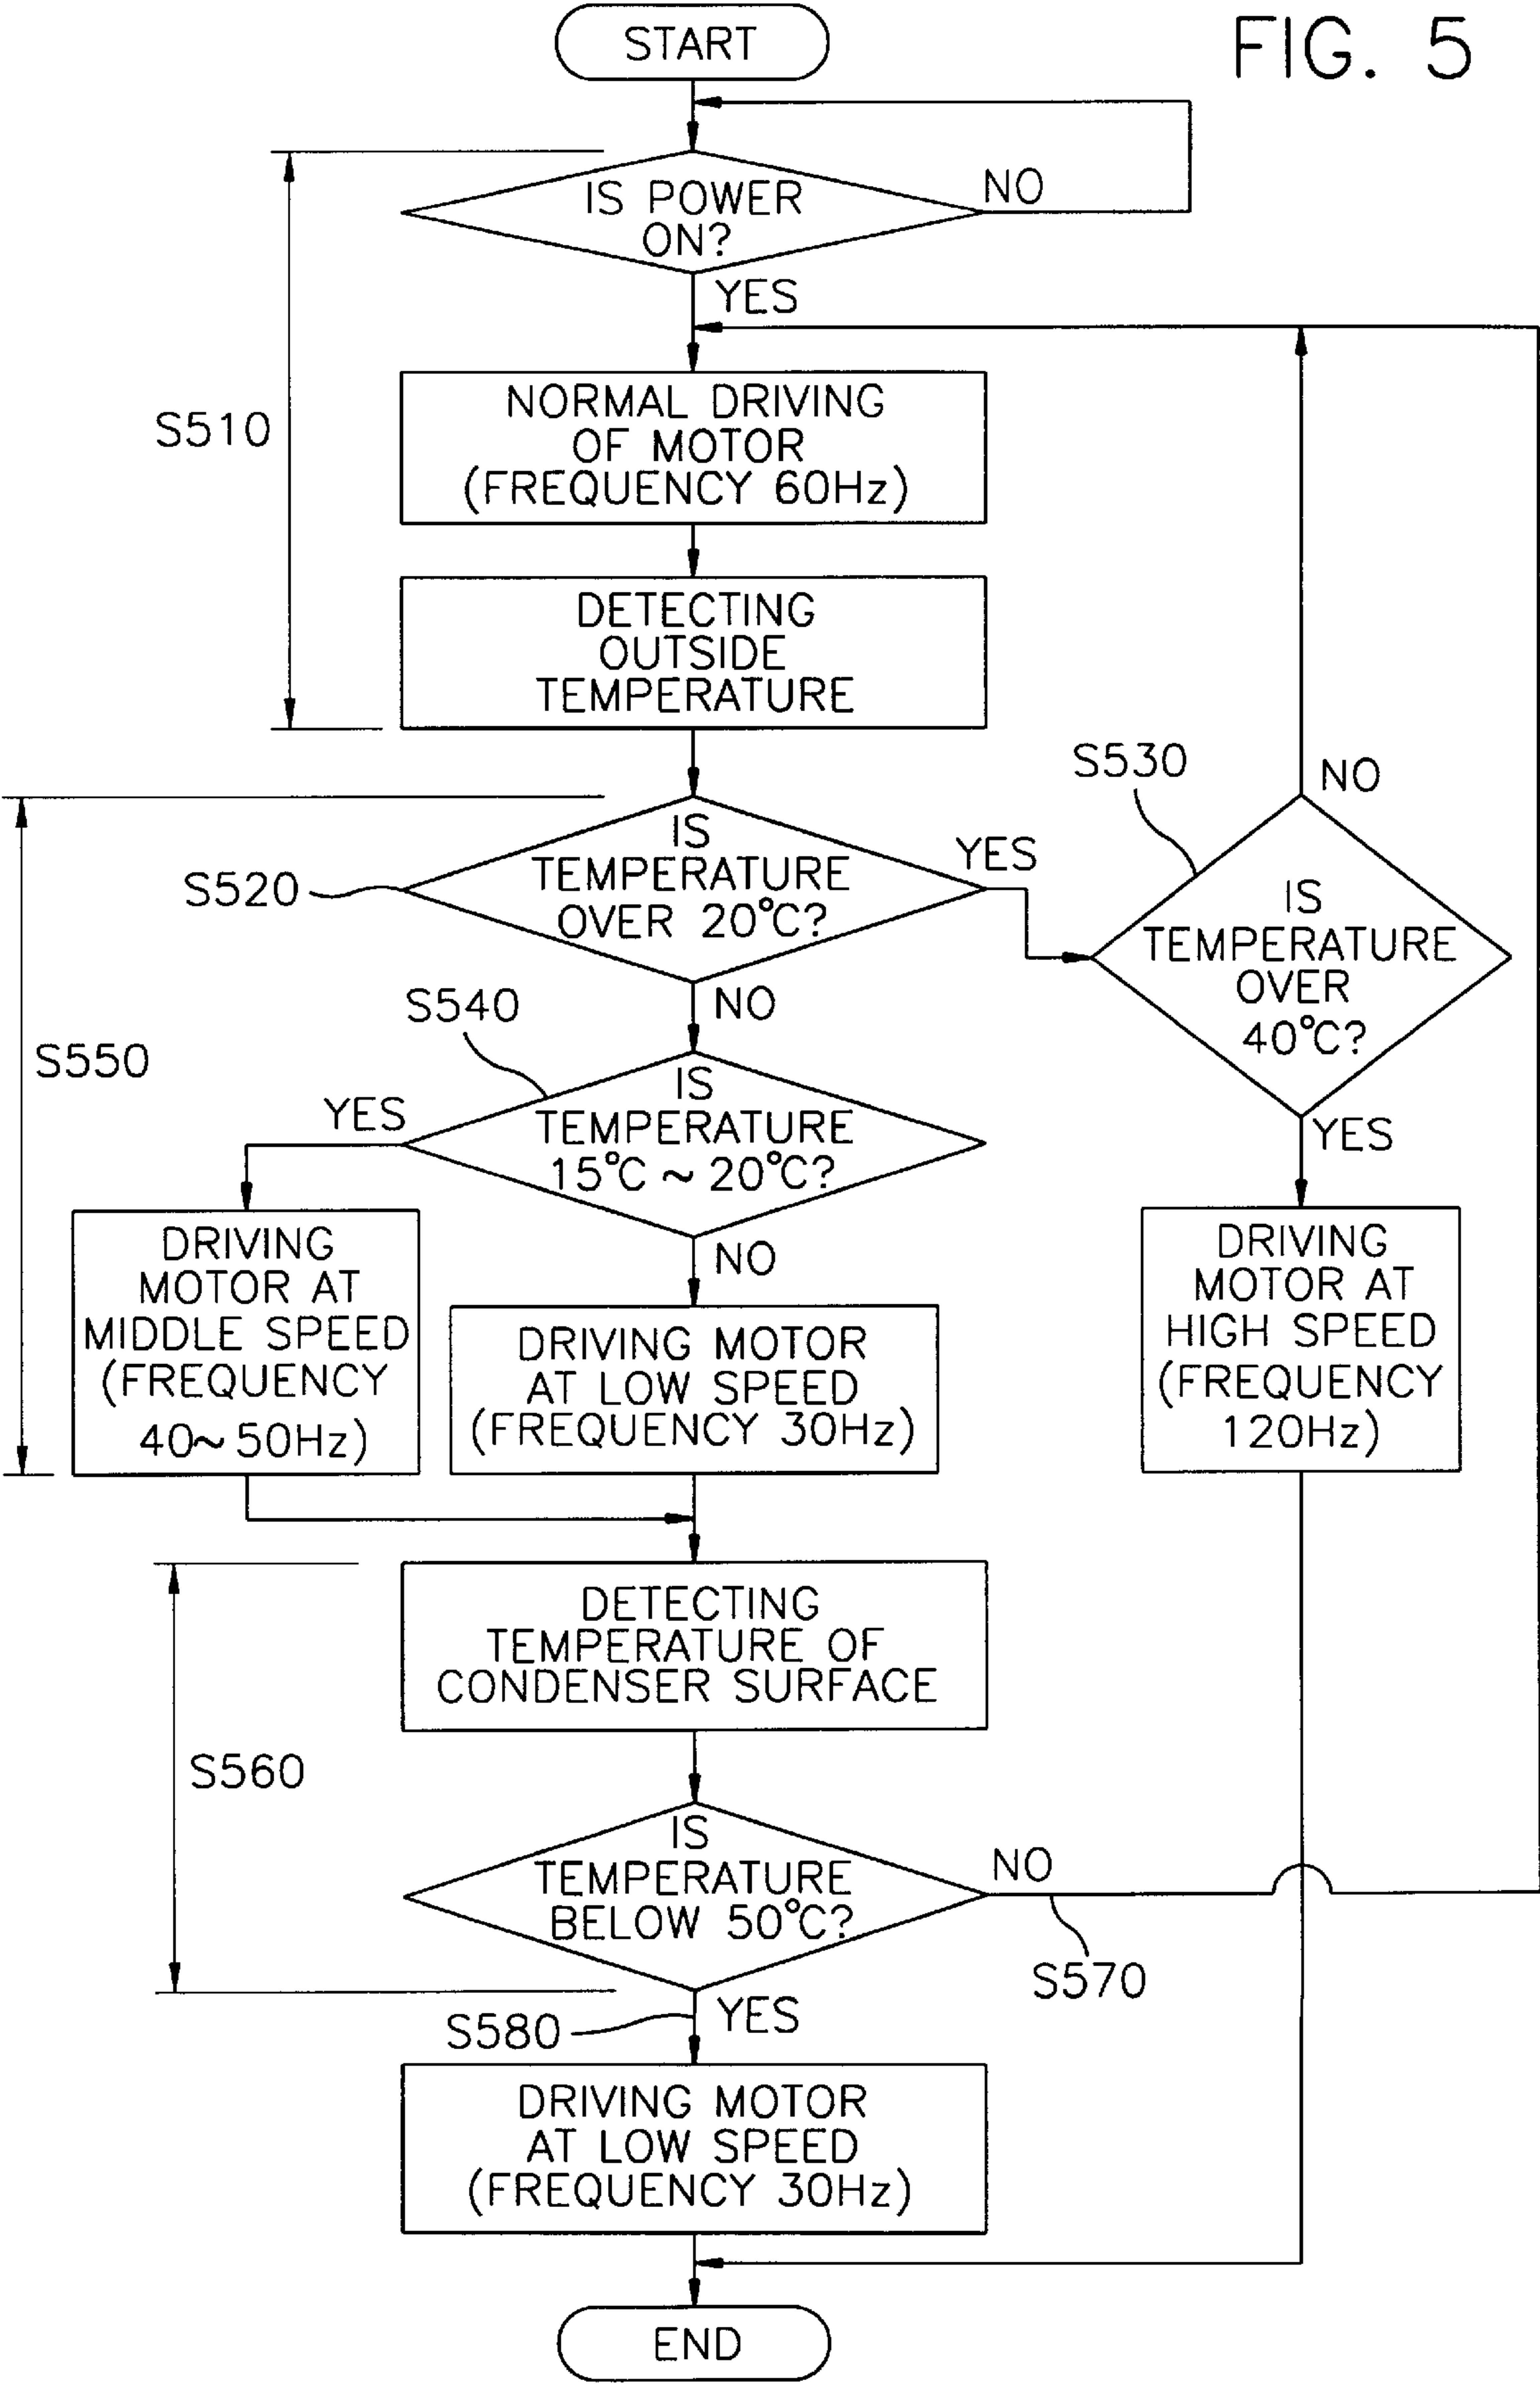 FIG. 5
START
IS POWER
ON?
NO
YES
S510
NORMAL DRIVING
OF MOTOR
(FREQUENCY 60Hz)
DETECTING
OUTSIDE
TEMPERATURE
S520
IS
TEMPERATURE
OVER 20°C?
YES
NO
S530
IS
TEMPERATURE
OVER
40°C?
NO
YES
S550
S540
IS
TEMPERATURE
15°C ~ 20°C?
YES
NO
DRIVING
MOTOR AT
MIDDLE SPEED
(FREQUENCY
40~ 50Hz)
DRIVING MOTOR
AT LOW SPEED
(FREQUENCY 30Hz)
DRIVING
MOTOR AT
HIGH SPEED
(FREQUENCY
120Hz)
S560
DETECTING
TEMPERATURE OF
CONDENSER SURFACE
IS
TEMPERATURE
BELOW 50°C?
NO
S570
S580
YES
DRIVING MOTOR
AT LOW SPEED
(FREQUENCY 30Hz)
END